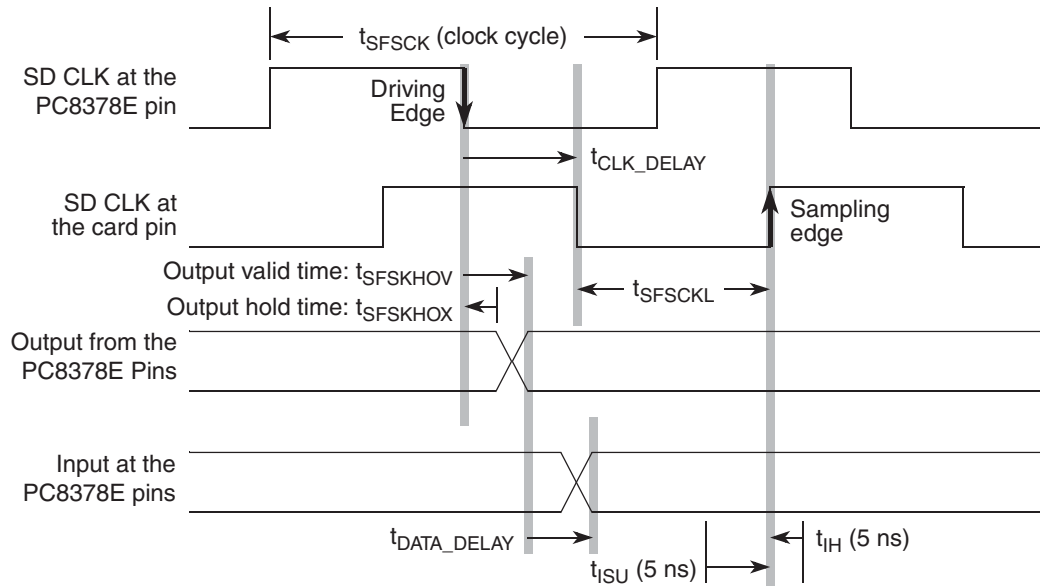 tSFSCK (clock cycle)
SD CLK at the
PC8378E pin
Driving
Edge
tCLK_DELAY
SD CLK at
the card pin
Sampling
edge
Output valid time: tSFSKHOV
tSFSCKL
Output hold time: tSFSKHOX
Output from the
PC8378E Pins
Input at the
PC8378E pins
tDATA_DELAY
tIH (5 ns)
tISU (5 ns)